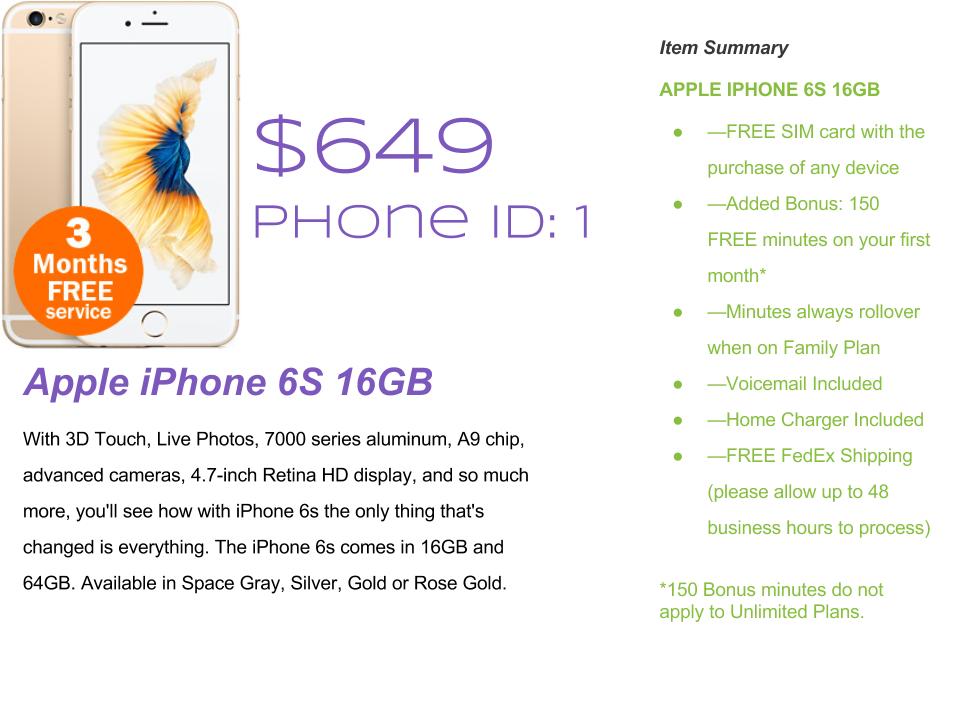 $649
PHONE ID: 1
3
Months
FREE
service
Apple iPhone 6S 16GB
With 3D Touch, Live Photos, 7000 series aluminum, A9 chip,
advanced cameras, 4.7-inch Retina HD display, and so much
more, you'll see how with iPhone 6s the only thing that's
changed is everything. The iPhone 6s comes in 16GB and
64GB. Available in Space Gray, Silver, Gold or Rose Gold.
Item Summary
APPLE IPHONE 6S 16GB
● —FREE SIM card with the
purchase of any device
● —Added Bonus: 150
FREE minutes on your first
month*
● —Minutes always rollover
when on Family Plan
● —Voicemail Included
● —Home Charger Included
● —FREE FedEx Shipping
(please allow up to 48
business hours to process)
*150 Bonus minutes do not
apply to Unlimited Plans.